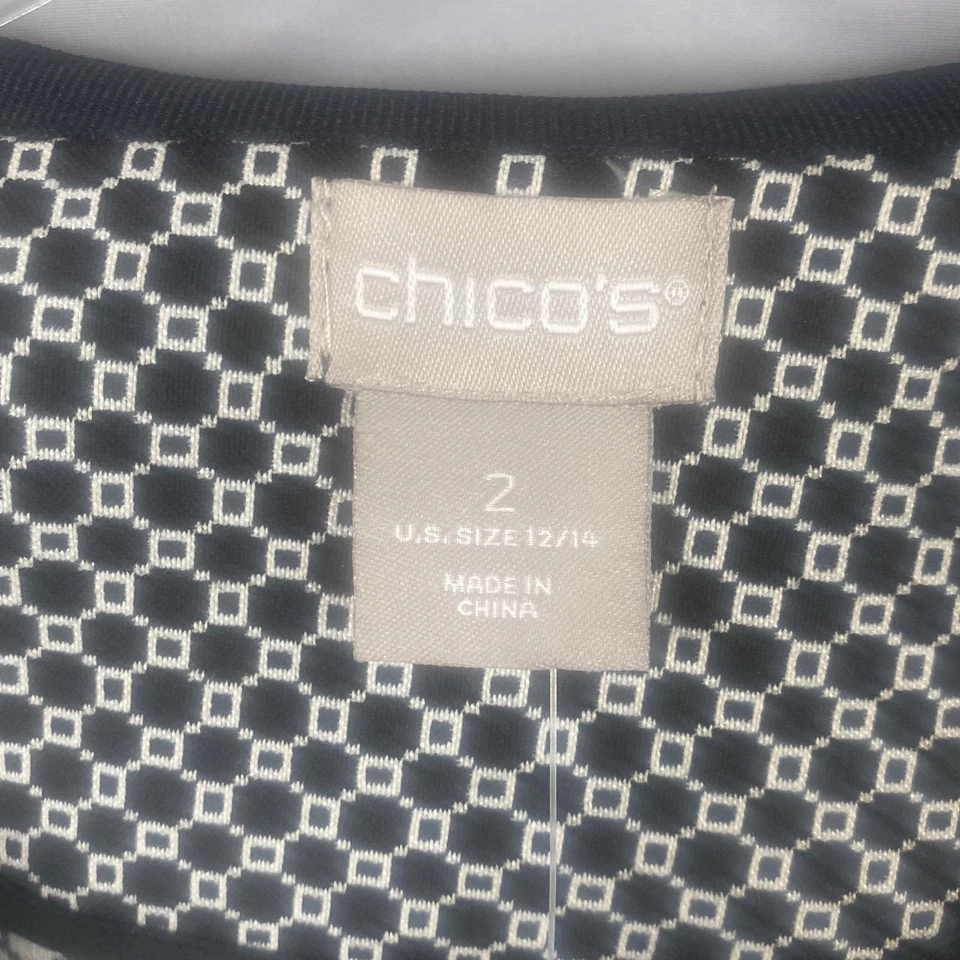 chico's®
2
U.S. SIZE 12/14
MADE IN
CHINA